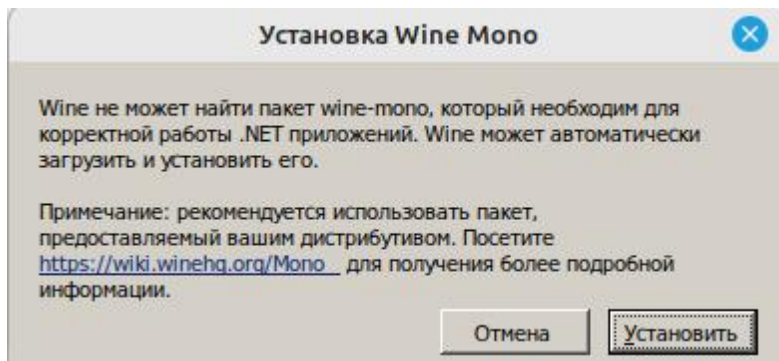 Установка Wine Mono
Wine не может найти пакет wine-mono, который необходим для
корректной работы .NET приложений. Wine может автоматически
загрузить и установить его.
Примечание: рекомендуется использовать пакет,
предоставляемый вашим дистрибутивом. Посетите
https://wiki.winehq.org/Mono для получения более подробной
информации.
Отмена
Установить